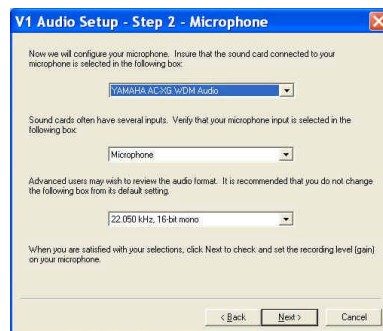 V1 Audio Setup - Step 2 - Microphone
Now we will configure your microphone. Insure that the sound card connected to your
microphone is selected in the following box:
YAMAHA AC-XG WDM Audio
Sound cards often have several inputs. Verify that your microphone input is selected in the
following box:
Microphone
Advanced users may wish to review the audio format. It is recommended that you do not change
the following box from its default setting.
22.050 kHz, 16-bit mono
When you are satisfied with your selections, click Next to check and set the recording level (gain)
on your microphone.
< Back Next > Cancel